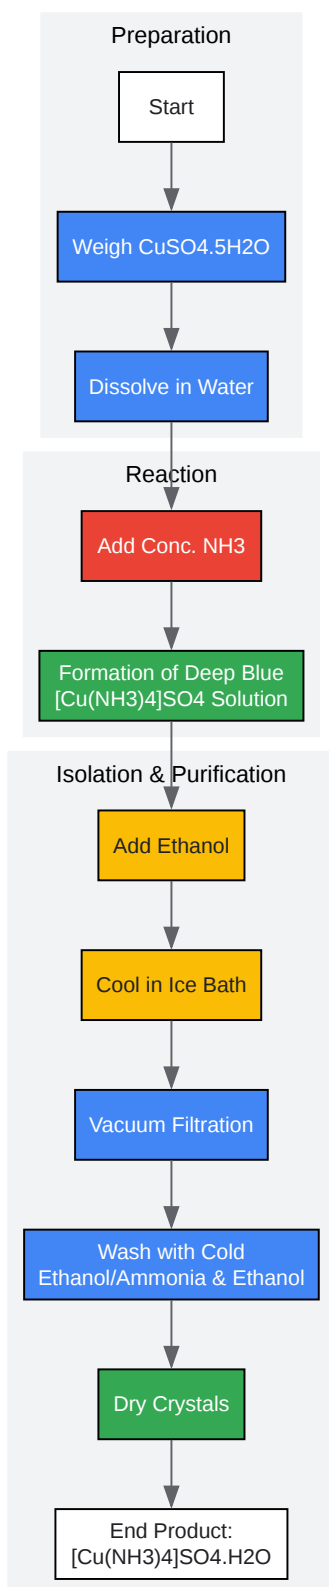 Preparation
Start
Weigh CuSO4.5H2O
Dissolve in Water
Reaction
Add Conc. NH3
Formation of Deep Blue
[Cu(NH3)4]SO4 Solution
Isolation & Purification
Add Ethanol
Cool in Ice Bath
Vacuum Filtration
Wash with Cold
Ethanol/Ammonia & Ethanol
Dry Crystals
End Product:
[Cu(NH3)4]SO4.H2O